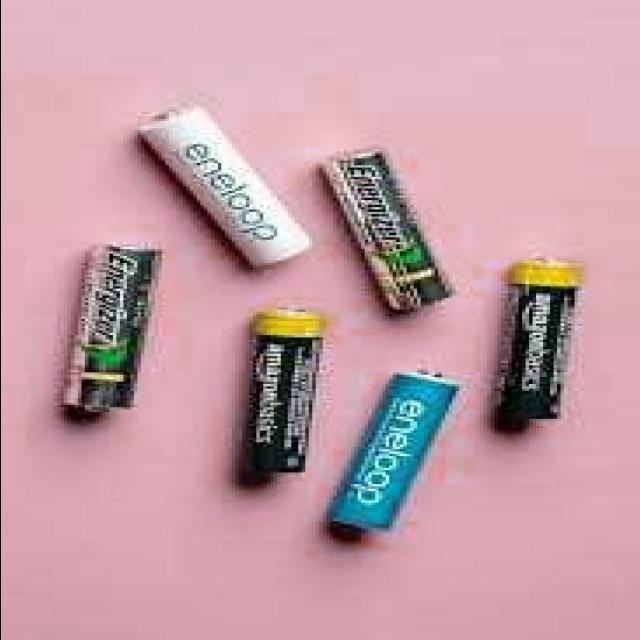 eneloop
Energizer
Energizer
amazonbasics
amazonbasics
eneloop